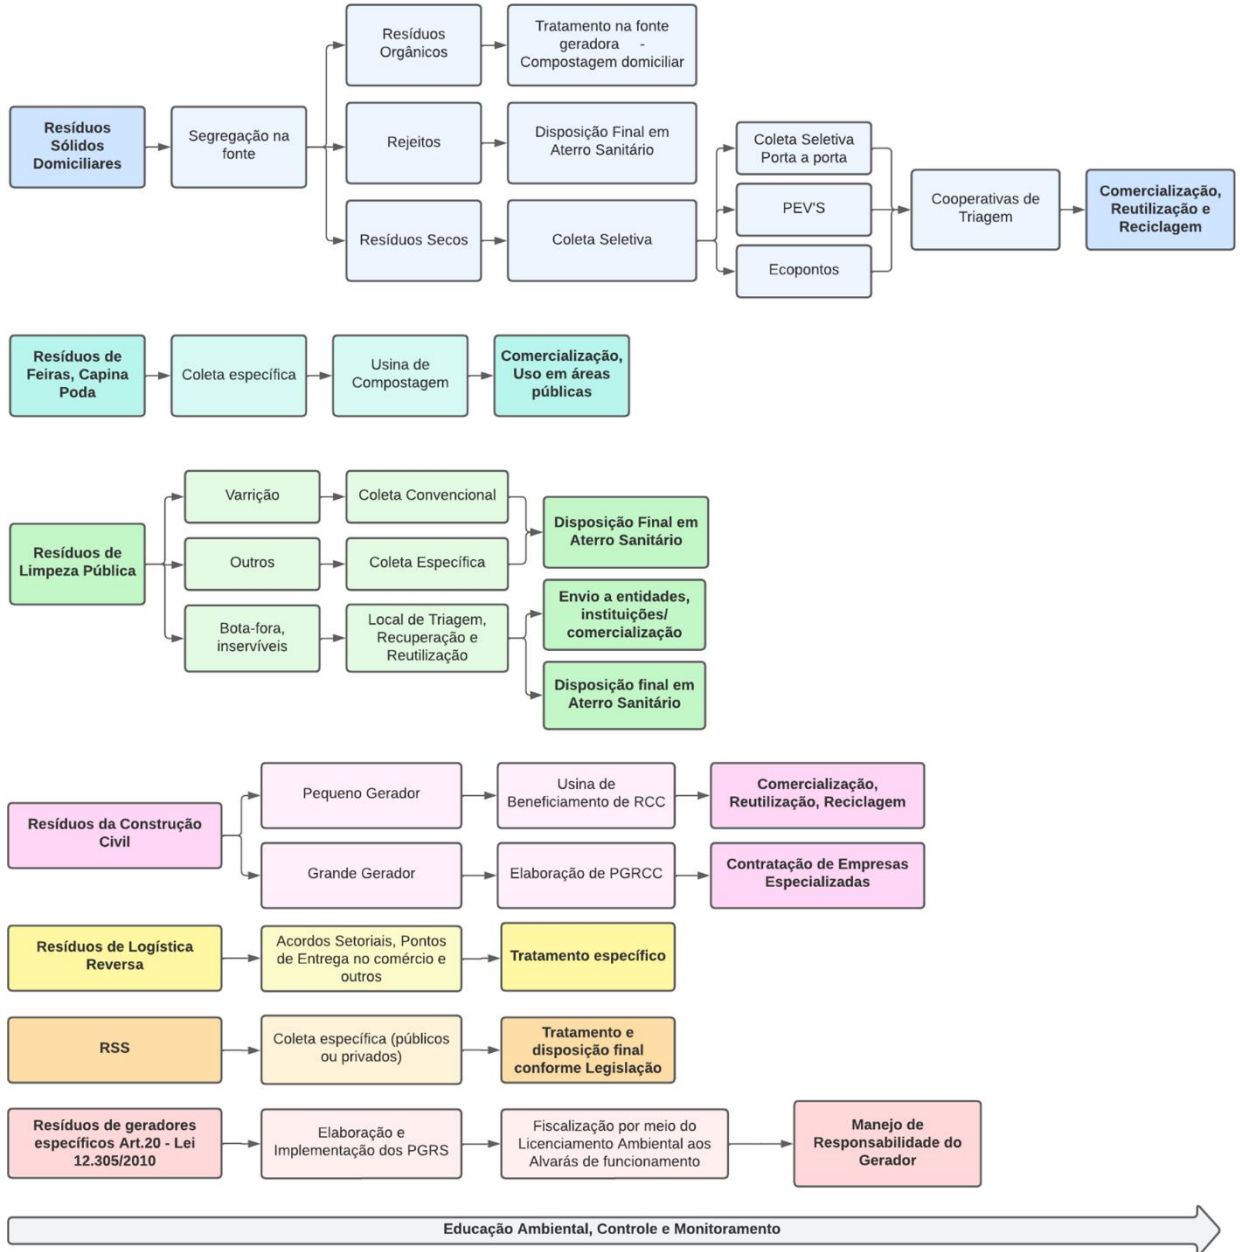 Resíduos
Orgânicos
Tratamento na fonte
geradora -
Compostagem domiciliar
Resíduos
Sólidos
Domiciliares
Segregação na
fonte
Rejeitos
Disposição Final em
Aterro Sanitário
Coleta Seletiva
Porta a porta
PEV'S
Cooperativas de
Triagem
Comercialização,
Reutilização e
Reciclagem
Resíduos Secos
Coleta Seletiva
Ecopontos
Resíduos de
Feiras, Capina
Poda
Coleta específica
Usina de
Compostagem
Comercialização,
Uso em áreas
públicas
Resíduos de
Limpeza Pública
Varrição
Coleta Convencional
Disposição Final em
Aterro Sanitário
Outros
Coleta Específica
Bota-fora,
inservíveis
Local de Triagem,
Recuperação e
Reutilização
Envio a entidades,
instituições/
comercialização
Disposição final em
Aterro Sanitário
Resíduos da Construção
Civil
Pequeno Gerador
Usina de
Beneficiamento de RCC
Comercialização,
Reutilização, Reciclagem
Grande Gerador
Elaboração de PGRCC
Contratação de Empresas
Especializadas
Resíduos de Logística
Reversa
Acordos Setoriais, Pontos
de Entrega no comércio e
outros
Tratamento específico
RSS
Coleta específica (públicos
ou privados)
Tratamento e
disposição final
conforme Legislação
Resíduos de geradores
específicos Art.20 - Lei
12.305/2010
Elaboração e
Implementação dos PGRS
Fiscalização por meio do
Licenciamento Ambiental aos
Alvarás de funcionamento
Manejo de
Responsabilidade do
Gerador
Educação Ambiental, Controle e Monitoramento